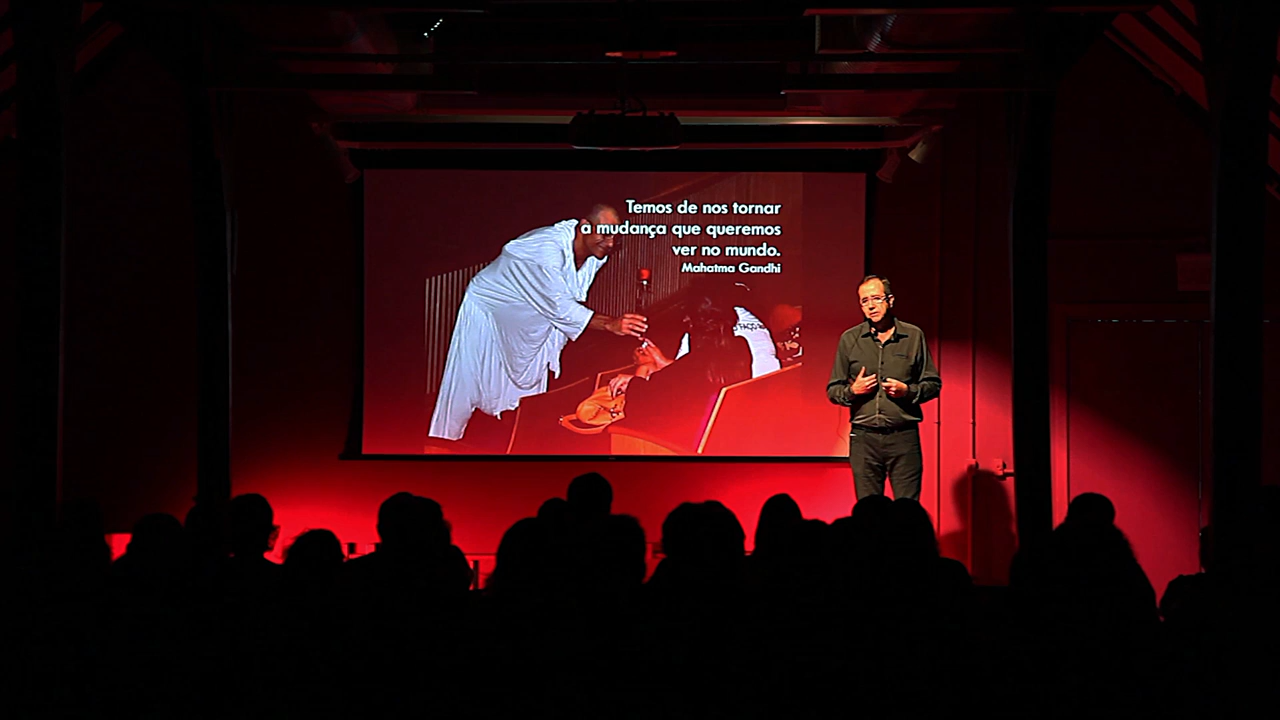 Temos de nos tornar
a mudança que queremos
ver no mundo.
Mahatma Gandhi